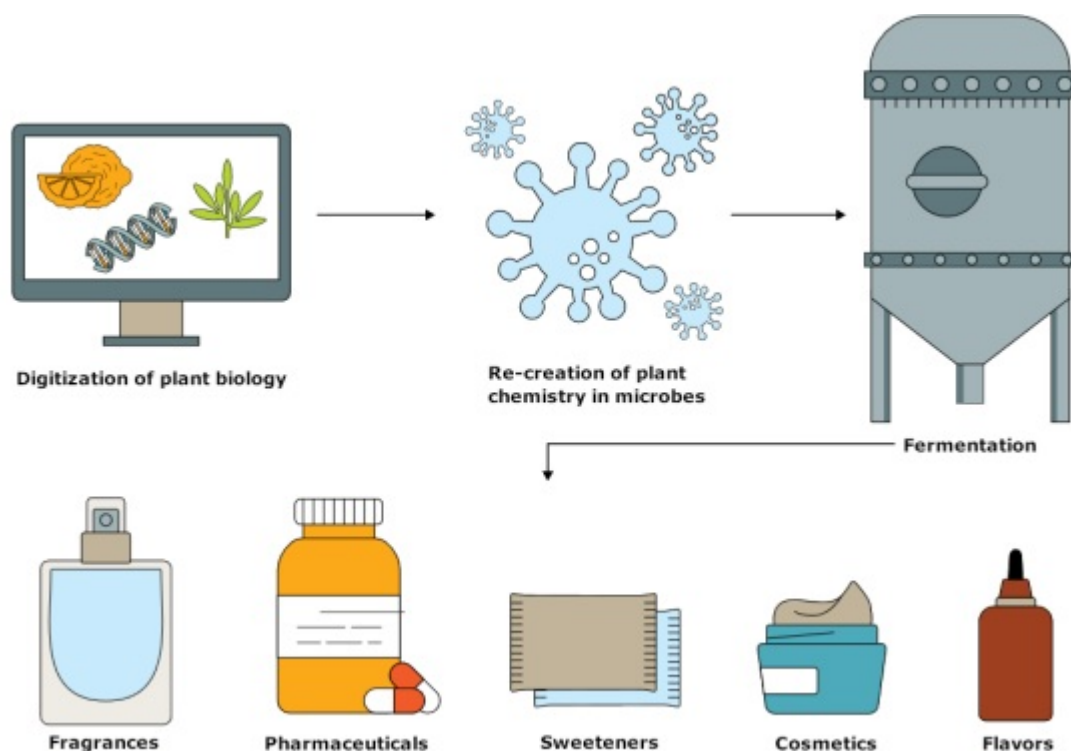 Digitization of plant biology
Re-creation of plant
chemistry in microbes
Fermentation
Fragrances
Pharmaceuticals
Sweeteners
Cosmetics
Flavors